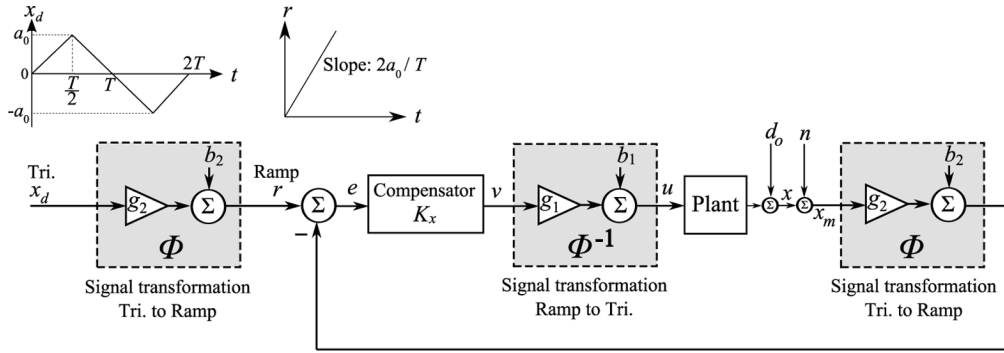 x_d
a_0
0
-a_0
T/2
T
2T
t
r
Slope: 2a_0 / T
t
Tri.
x_d
g_2
b_2
Σ
Φ
Signal transformation
Tri. to Ramp
Ramp
r
Σ
−
e
Compensator
K_x
v
g_1
b_1
Σ
Φ^-1
Signal transformation
Ramp to Tri.
u
Plant
d_o
Σ
x
n
Σ
x_m
g_2
b_2
Σ
Φ
Signal transformation
Tri. to Ramp